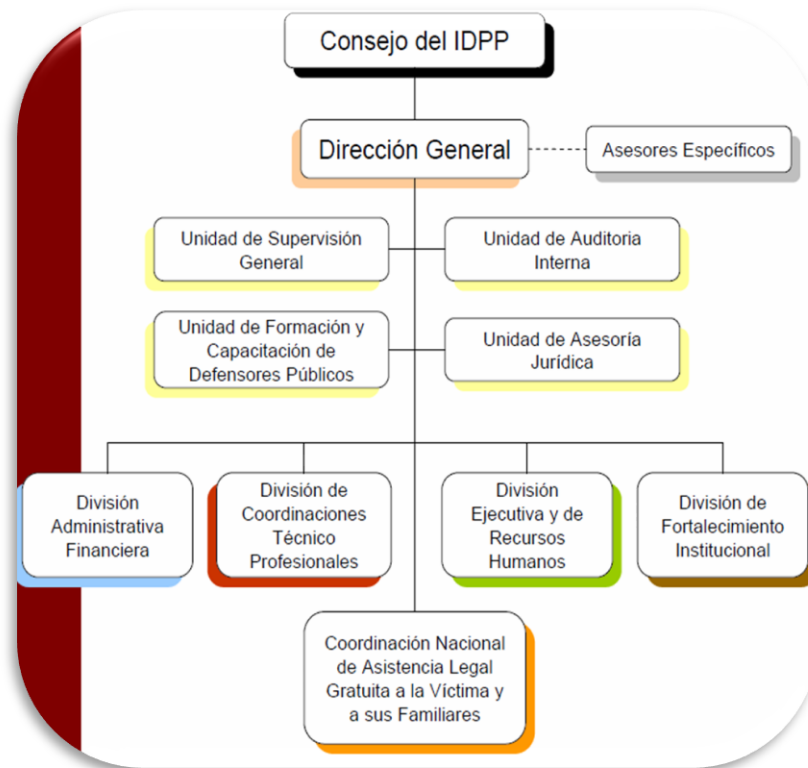 Consejo del IDPP
Dirección General
Asesores Específicos
Unidad de Supervisión
General
Unidad de Auditoria
Interna
Unidad de Formación y
Capacitación de
Defensores Públicos
Unidad de Asesoría
Jurídica
División
Administrativa
Financiera
División de
Coordinaciones
Técnico
Profesionales
División
Ejecutiva y de
Recursos
Humanos
División de
Fortalecimiento
Institucional
Coordinación Nacional
de Asistencia Legal
Gratuita a la Víctima y
a sus Familiares